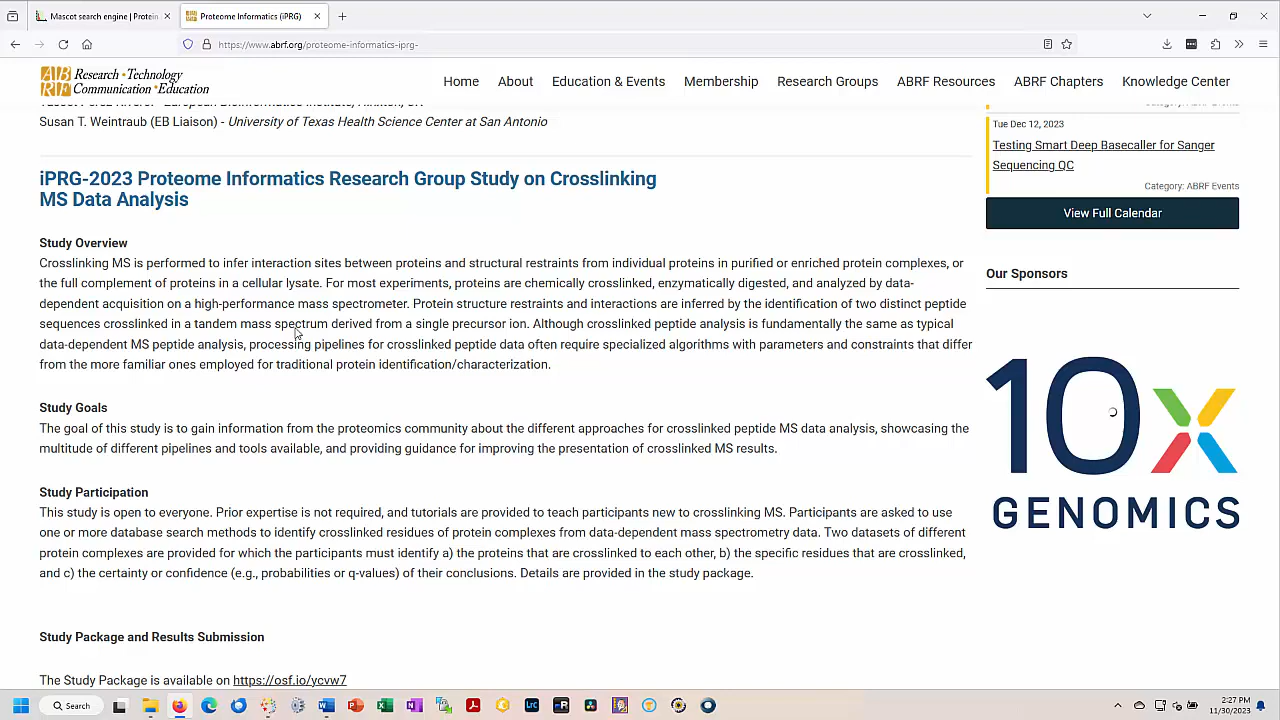 Mascot search engine | Protein
Proteome Informatics (iPRG)
https://www.abrf.org/proteome-informatics-iprg-
ABRF
Research • Technology
Communication • Education
Home About Education & Events Membership Research Groups ABRF Resources ABRF Chapters Knowledge Center
Susan T. Weintraub (EB Liaison) - University of Texas Health Science Center at San Antonio
iPRG-2023 Proteome Informatics Research Group Study on Crosslinking
MS Data Analysis
Study Overview
Crosslinking MS is performed to infer interaction sites between proteins and structural restraints from individual proteins in purified or enriched protein complexes, or
the full complement of proteins in a cellular lysate. For most experiments, proteins are chemically crosslinked, enzymatically digested, and analyzed by data-
dependent acquisition on a high-performance mass spectrometer. Protein structure restraints and interactions are inferred by the identification of two distinct peptide
sequences crosslinked in a tandem mass spectrum derived from a single precursor ion. Although crosslinked peptide analysis is fundamentally the same as typical
data-dependent MS peptide analysis, processing pipelines for crosslinked peptide data often require specialized algorithms with parameters and constraints that differ
from the more familiar ones employed for traditional protein identification/characterization.
Study Goals
The goal of this study is to gain information from the proteomics community about the different approaches for crosslinked peptide MS data analysis, showcasing the
multitude of different pipelines and tools available, and providing guidance for improving the presentation of crosslinked MS results.
Study Participation
This study is open to everyone. Prior expertise is not required, and tutorials are provided to teach participants new to crosslinking MS. Participants are asked to use
one or more database search methods to identify crosslinked residues of protein complexes from data-dependent mass spectrometry data. Two datasets of different
protein complexes are provided for which the participants must identify a) the proteins that are crosslinked to each other, b) the specific residues that are crosslinked,
and c) the certainty or confidence (e.g., probabilities or q-values) of their conclusions. Details are provided in the study package.
Study Package and Results Submission
The Study Package is available on https://osf.io/ycvw7
Tue Dec 12, 2023
Testing Smart Deep Basecaller for Sanger
Sequencing QC
Category: ABRF Events
View Full Calendar
Our Sponsors
10x
GENOMICS
Search
2:27 PM
11/30/2023